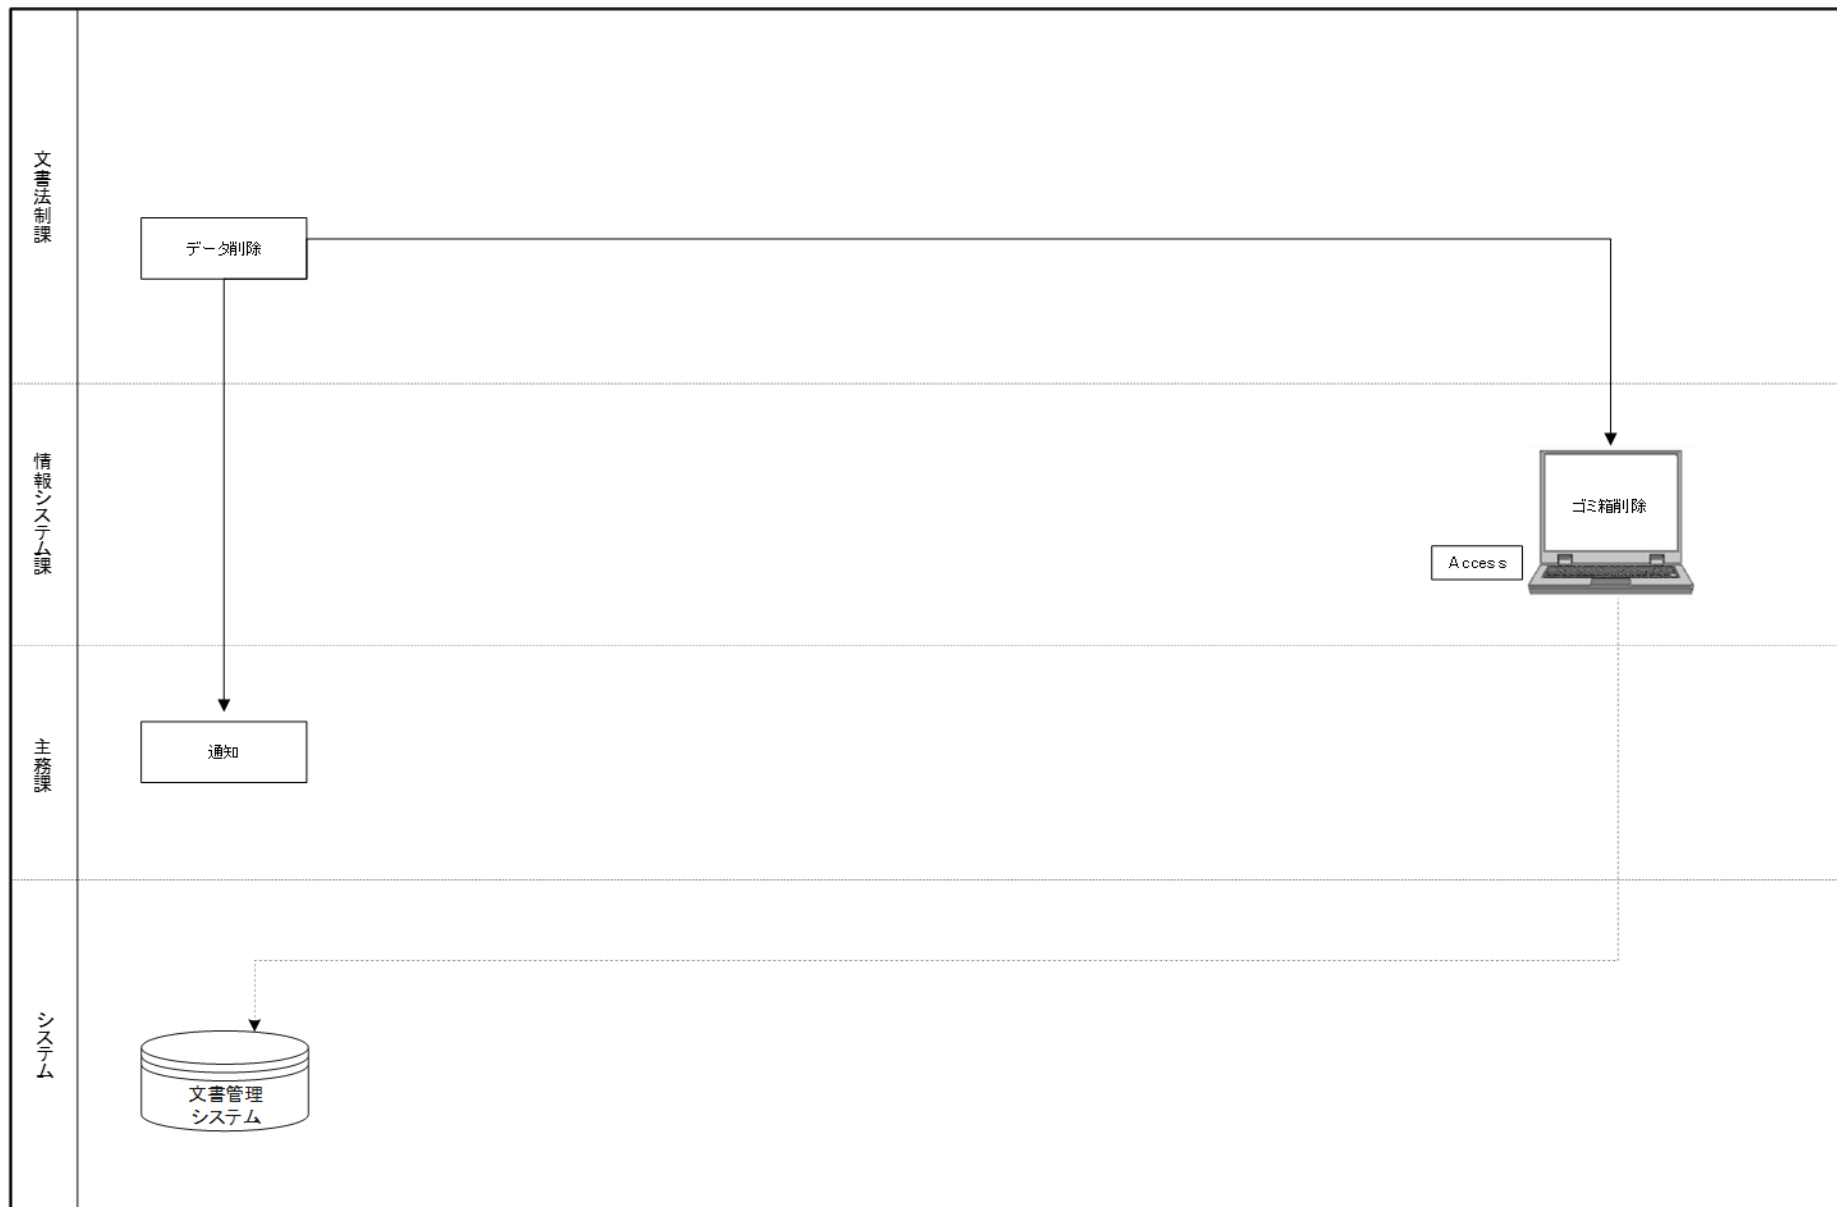 文書法制課
データ削除
情報システム課
ゴミ箱削除
Access
主務課
通知
システム
文書管理
システム